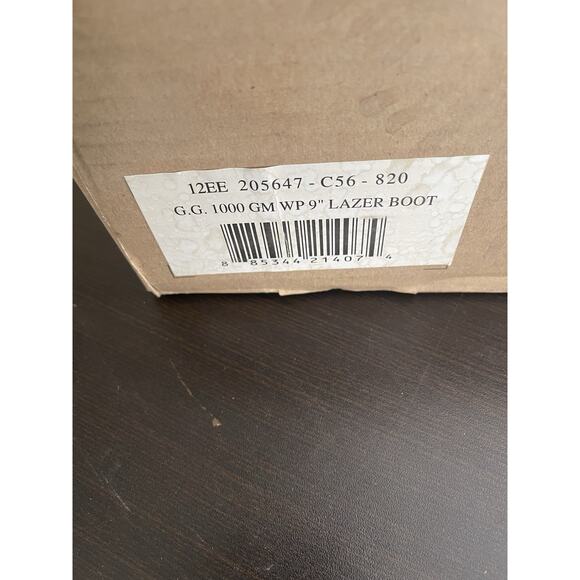 12EE 205647 - C56 - 820
G.G. 1000 GM WP 9" LAZER BOOT
8 85344 21407 4